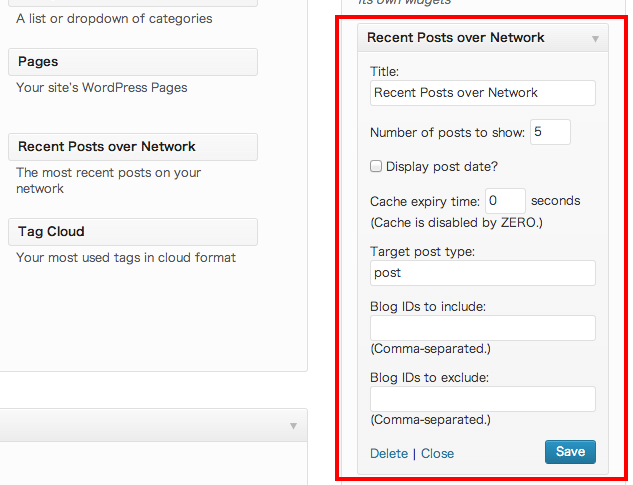 A list or dropdown of categories
Pages
Your site's WordPress Pages
Recent Posts over Network
The most recent posts on your
network
Tag Cloud
Your most used tags in cloud format
its own widgets
Recent Posts over Network
Title:
Recent Posts over Network
Number of posts to show: 5
Display post date?
Cache expiry time: 0 seconds
(Cache is disabled by ZERO.)
Target post type:
post
Blog IDs to include:
(Comma-separated.)
Blog IDs to exclude:
(Comma-separated.)
Delete | Close Save